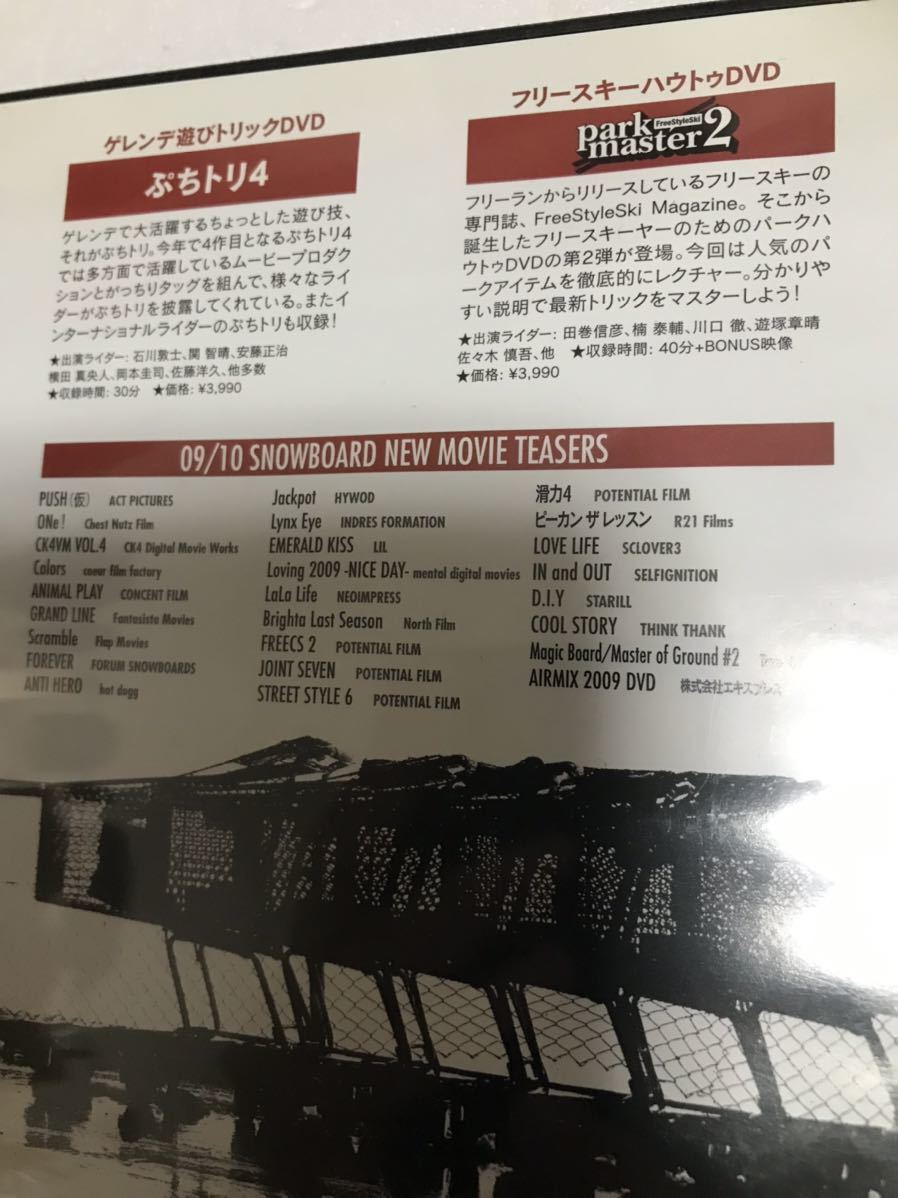 ゲレンデ遊びトリックDVD
ぷちトリ4
ゲレンデで大活躍するちょっとした遊び技、
それがぷちトリ。今年で4作目となるぷちトリ4
では多方面で活躍しているムービープロダク
ションとがっちりタッグを組んで、様々なライ
ダーがぷちトリを披露してくれている。またイ
ンターナショナルライダーのぷちトリも収録!
★出演ライダー: 石川敦士、関 智晴、安藤正治
横田 真央人、岡本圭司、佐藤洋久、他多数
★収録時間: 30分 ★価格: ¥3,990
フリースキーハウトゥDVD
park master 2 FreeStyleSki
フリーランからリリースしているフリースキーの
専門誌、FreeStyleSki Magazine。そこから
誕生したフリースキーヤーのためのパークハ
ウトゥDVDの第2弾が登場。今回は人気のパ
ークアイテムを徹底的にレクチャー。分かりや
すい説明で最新トリックをマスターしよう!
★出演ライダー: 田巻信彦、楠 泰輔、川口 徹、遊塚章晴
佐々木 慎吾、他 ★収録時間: 40分+BONUS映像
★価格: ¥3,990
09/10 SNOWBOARD NEW MOVIE TEASERS
PUSH(仮) ACT PICTURES
ONe! Chest Nutz Film
CK4VM VOL.4 CK4 Digital Movie Works
Colors coeur film factory
ANIMAL PLAY CONCENT FILM
GRAND LINE Fantasista Movies
Scramble Flap Movies
FOREVER FORUM SNOWBOARDS
ANTI HERO hot dogg
Jackpot HYWOD
Lynx Eye INDRES FORMATION
EMERALD KISS LIL
Loving 2009 -NICE DAY- mental digital movies
LaLa Life NEOIMPRESS
Brighta Last Season North Film
FREECS 2 POTENTIAL FILM
JOINT SEVEN POTENTIAL FILM
STREET STYLE 6 POTENTIAL FILM
滑力4 POTENTIAL FILM
ピーカン ザ レッスン R21 Films
LOVE LIFE SCLOVER3
IN and OUT SELFIGNITION
D.I.Y STARILL
COOL STORY THINK THANK
Magic Board/Master of Ground #2
AIRMIX 2009 DVD 株式会社エキスプレス